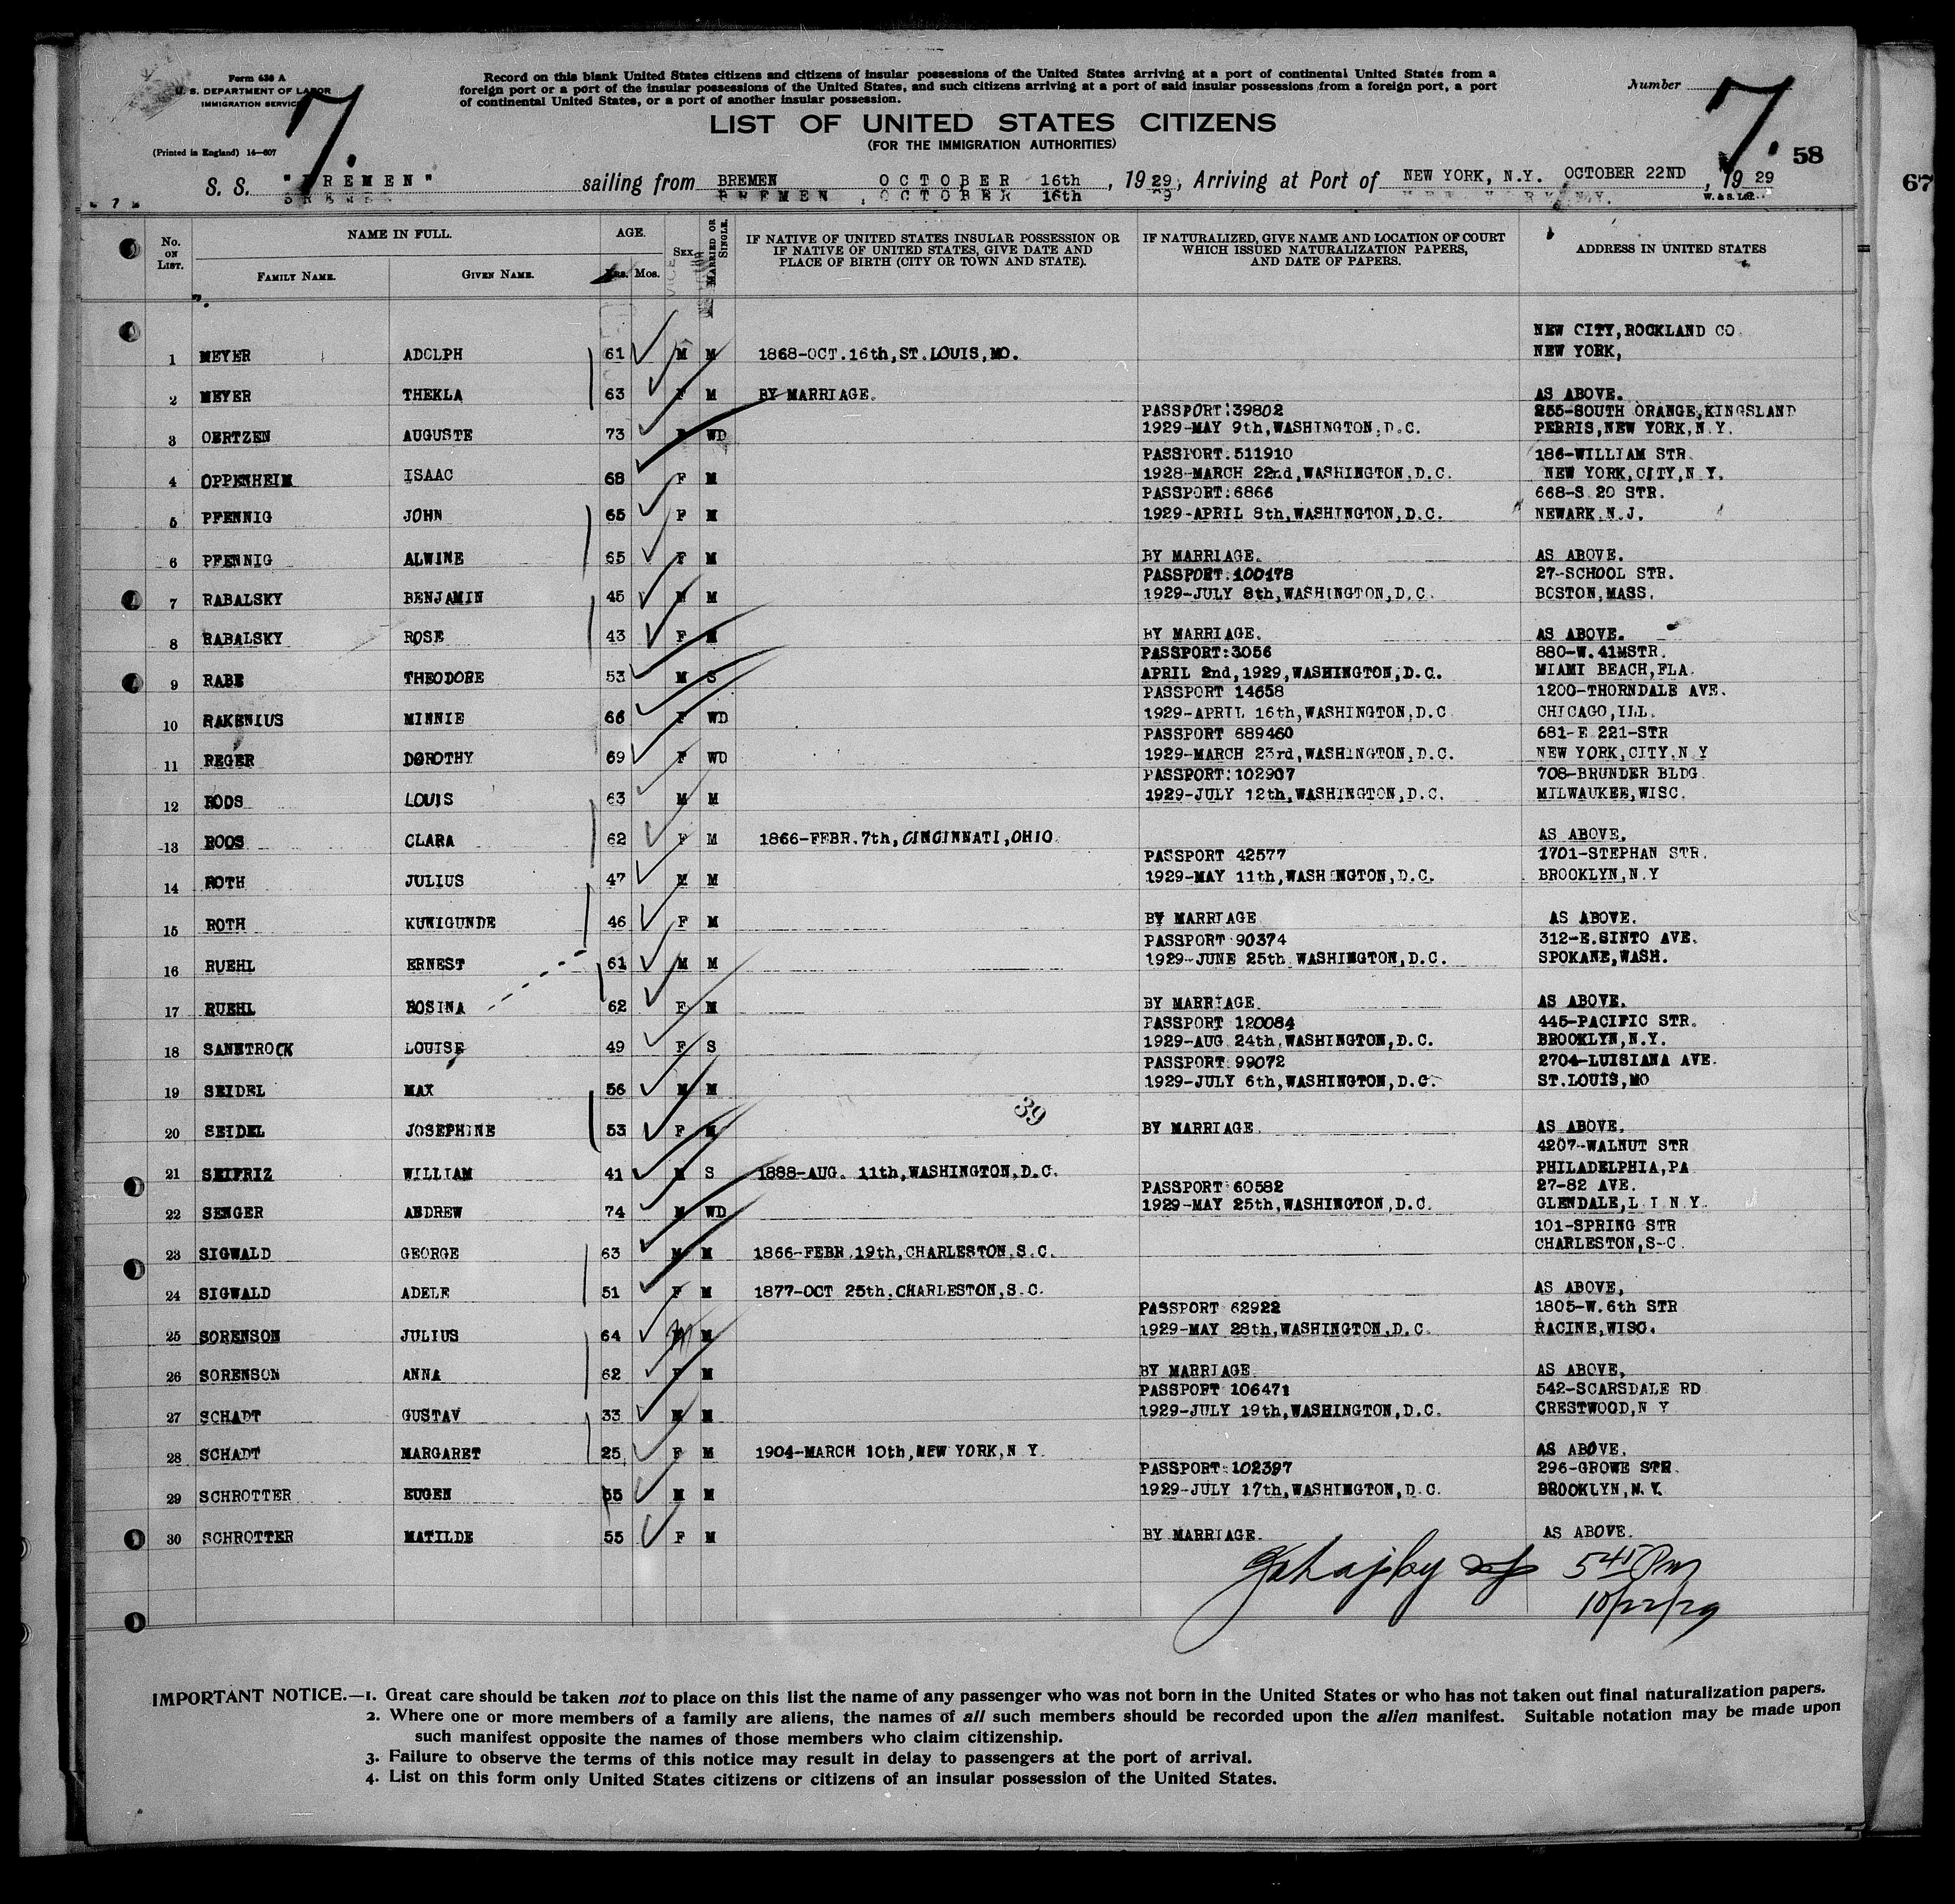 Form 630 A
U. S. DEPARTMENT OF LABOR
IMMIGRATION SERVICE
(Printed in England) 14—607
7.
Record on this blank United States citizens and citizens of insular possessions of the United States arriving at a port of continental United States from a
foreign port or a port of the insular possessions of the United States, and such citizens arriving at a port of said insular possessions from a foreign port, a port
of continental United States, or a port of another insular possession.
LIST OF UNITED STATES CITIZENS
(FOR THE IMMIGRATION AUTHORITIES)
Number
7.
58
67
S. S. "BREMEN" sailing from BREMEN OCTOBER 16th, 1929, Arriving at Port of NEW YORK, N.Y. OCTOBER 22ND, 1929
BREMEN BREMEN, OCTOBER 16th 9 NEW YORK, N.Y. W. & S. Ltd.
7
No. ON LIST. NAME IN FULL. FAMILY NAME. GIVEN NAME. AGE. Yrs. Mos. SEX MARRIED OR SINGLE. IF NATIVE OF UNITED STATES INSULAR POSSESSION OR IF NATIVE OF UNITED STATES, GIVE DATE AND PLACE OF BIRTH (CITY OR TOWN AND STATE). IF NATURALIZED, GIVE NAME AND LOCATION OF COURT WHICH ISSUED NATURALIZATION PAPERS, AND DATE OF PAPERS. ADDRESS IN UNITED STATES
NEW CITY, ROCKLAND CO.
1 MEYER ADOLPH 61 M M 1868-OCT.16th, ST.LOUIS, MO. NEW YORK,
2 MEYER THEKLA 63 F M BY MARRIAGE. AS ABOVE.
PASSPORT:39802 255-SOUTH ORANGE, KINGSLAND
3 OERTZEN AUGUSTE 73 F WD 1929-MAY 9th, WASHINGTON, D.C. PERRIS, NEW YORK, N.Y.
PASSPORT.511910 186-WILLIAM STR.
4 OPPENHEIM ISAAC 68 F M 1928-MARCH 22nd, WASHINGTON, D.C. NEW YORK, CITY, N.Y.
PASSPORT:6866 668-S 20 STR.
5 PFENNIG JOHN 65 F M 1929-APRIL 8th, WASHINGTON, D.C. NEWARK, N.J.
6 PFENNIG ALWINE 65 F M BY MARRIAGE. AS ABOVE.
PASSPORT:100178 27-SCHOOL STR.
7 RABALSKY BENJAMIN 45 M M 1929-JULY 8th, WASHINGTON, D.C. BOSTON, MASS.
8 RABALSKY ROSE 43 F M BY MARRIAGE. AS ABOVE.
PASSPORT:3056 880-W.41MSTR.
9 RABE THEODORE 53 M S APRIL 2nd, 1929, WASHINGTON, D.C. MIAMI BEACH, FLA.
PASSPORT 14658 1200-THORNDALE AVE.
10 RAKENIUS MINNIE 66 F WD 1929-APRIL 16th, WASHINGTON, D.C CHICAGO, ILL.
PASSPORT 689460 681-E 221-STR
11 REGER DOROTHY 69 F WD 1929-MARCH 23rd, WASHINGTON, D.C. NEW YORK, CITY, N Y
PASSPORT:102907 708-BRUNDER BLDG
12 ROOS LOUIS 63 M M 1929-JULY 12th, WASHINGTON, D.C. MILWAUKEE, WISC.
13 ROOS CLARA 62 F M 1866-FEBR.7th, CINCINNATI, OHIO. AS ABOVE.
PASSPORT 42577 1701-STEPHAN STR.
14 ROTH JULIUS 47 M M 1929-MAY 11th, WASHINGTON, D.C. BROOKLYN, N.Y
15 ROTH KUNIGUNDE 46 F M BY MARRIAGE AS ABOVE.
PASSPORT 90374 312-E.SINTO AVE.
16 RUEHL ERNEST 61 M M 1929-JUNE 25th WASHINGTON, D.C. SPOKANE, WASH.
17 RUEHL ROSINA 62 F M BY MARRIAGE. AS ABOVE.
PASSPORT 120084 445-PACIFIC STR.
18 SANNTROCK LOUISE 49 F S 1929-AUG 24th, WASHINGTON, D.C. BROOKLYN, N.Y.
PASSPORT 99072 2704-LUISIANA AVE.
19 SEIDEL MAX 56 M M 1929-JULY 6th, WASHINGTON, D.C. ST.LOUIS, MO
39
20 SEIDEL JOSEPHINE 53 F M BY MARRIAGE. AS ABOVE.
4207-WALNUT STR
21 SEIFRIZ WILLIAM 41 M S 1888-AUG. 11th, WASHINGTON, D.C. PHILADELPHIA, PA
PASSPORT 60582 27-82 AVE.
22 SENGER ANDREW 74 M WD 1929-MAY 25th, WASHINGTON, D.C. GLENDALE, L I N.Y.
101-SPRING STR
23 SIGWALD GEORGE 63 M M 1866-FEBR.19th, CHARLESTON, S.C. CHARLESTON, S-C.
24 SIGWALD ADELE 51 F M 1877-OCT 25th, CHARLESTON, S.C. AS ABOVE,
PASSPORT 62922 1805-W.6th STR
25 SORENSON JULIUS 64 M M 1929-MAY 28th, WASHINGTON, D.C. RACINE, WISC.
26 SORENSON ANNA 62 F M BY MARRIAGE AS ABOVE,
PASSPORT 106471 542-SCARSDALE RD
27 SCHADT GUSTAV 33 M M 1929-JULY 19th, WASHINGTON, D.C. CRESTWOOD, N Y
28 SCHADT MARGARET 25 F M 1904-MARCH 10th, NEW YORK, N Y. AS ABOVE.
PASSPORT:102397 296-GROWE STR.
29 SCHROTTER EUGEN 55 M M 1929-JULY 17th, WASHINGTON, D.C. BROOKLYN, N.Y.
30 SCHROTTER MATILDE 55 F M BY MARRIAGE. AS ABOVE.
545 Pm
10/22/29
IMPORTANT NOTICE.—1. Great care should be taken not to place on this list the name of any passenger who was not born in the United States or who has not taken out final naturalization papers.
2. Where one or more members of a family are aliens, the names of all such members should be recorded upon the alien manifest. Suitable notation may be made upon
such manifest opposite the names of those members who claim citizenship.
3. Failure to observe the terms of this notice may result in delay to passengers at the port of arrival.
4. List on this form only United States citizens or citizens of an insular possession of the United States.